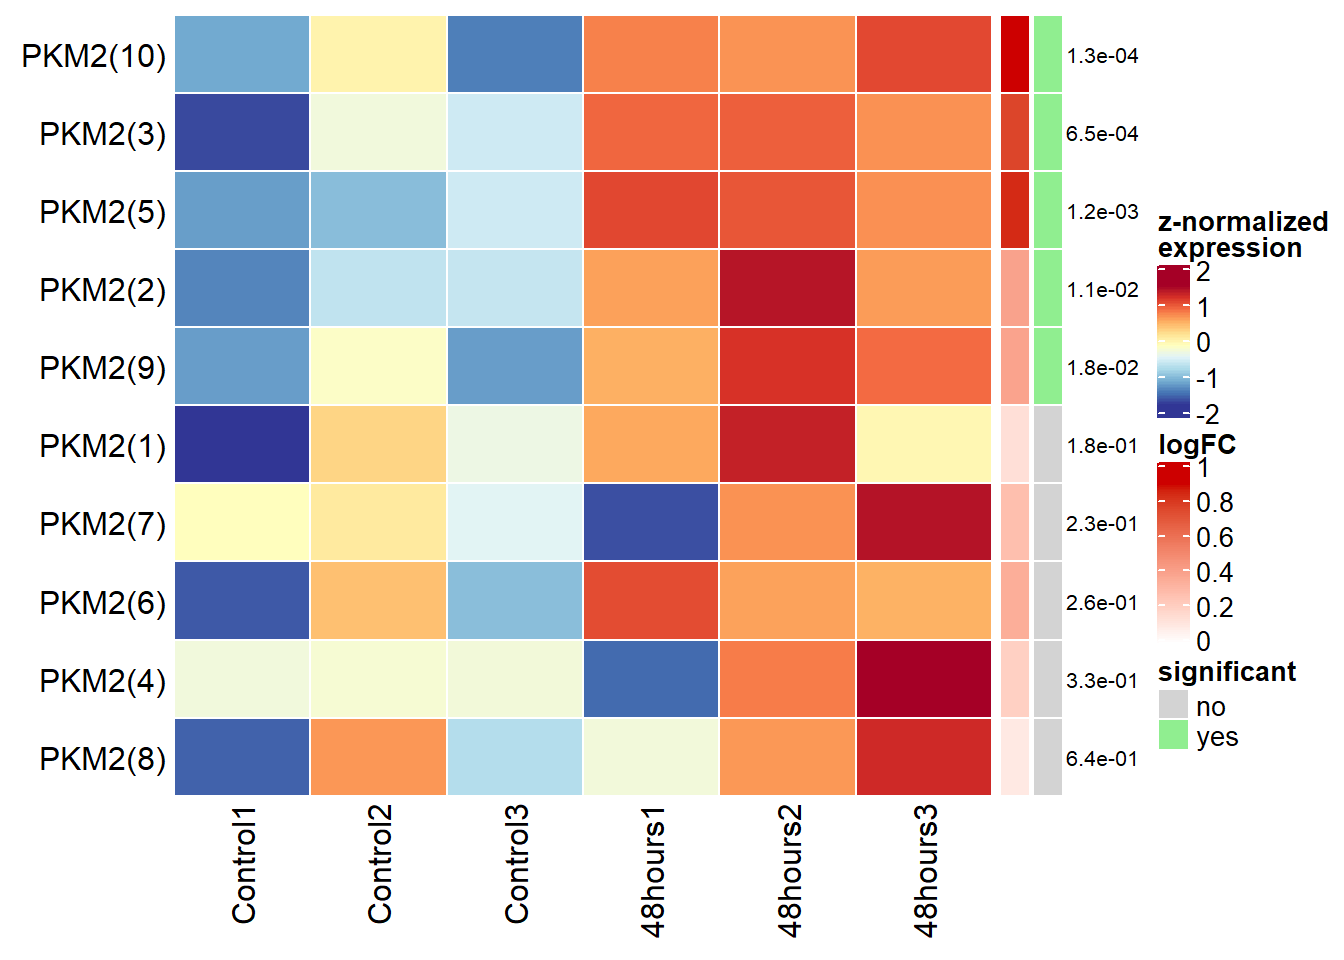 PKM2(10)
PKM2(3)
PKM2(5)
PKM2(2)
PKM2(9)
PKM2(1)
PKM2(7)
PKM2(6)
PKM2(4)
PKM2(8)
1.3e-04
6.5e-04
1.2e-03
1.1e-02
1.8e-02
1.8e-01
2.3e-01
2.6e-01
3.3e-01
6.4e-01
Control1
Control2
Control3
48hours1
48hours2
48hours3
z-normalized
expression
2
1
0
-1
-2
logFC
1
0.8
0.6
0.4
0.2
0
significant
no
yes